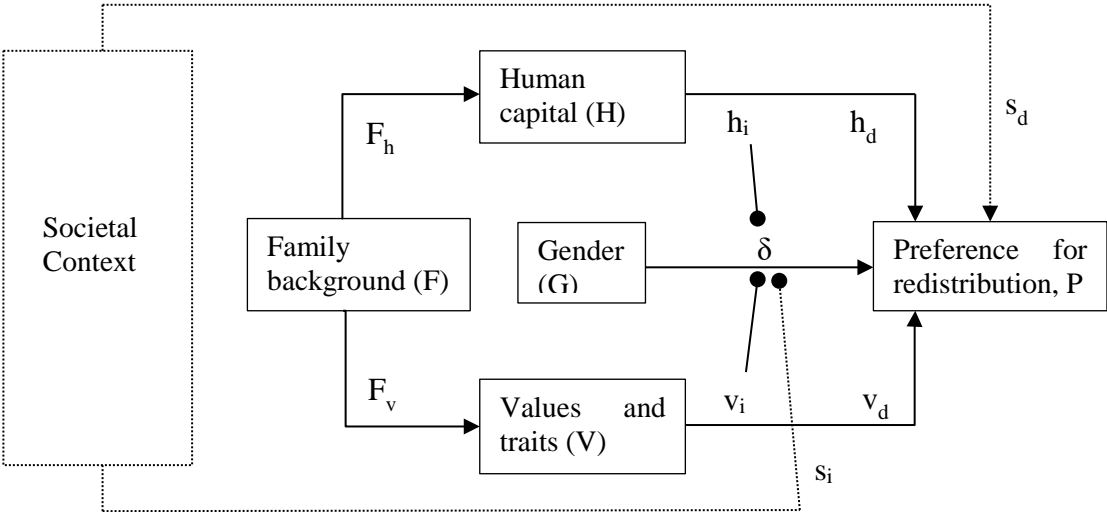 Human
capital (H)
F_h
h_i
h_d
s_d
Societal
Context
Family
background (F)
Gender
(G)
δ
Preference for
redistribution, P
F_v
Values and
traits (V)
v_i
v_d
s_i